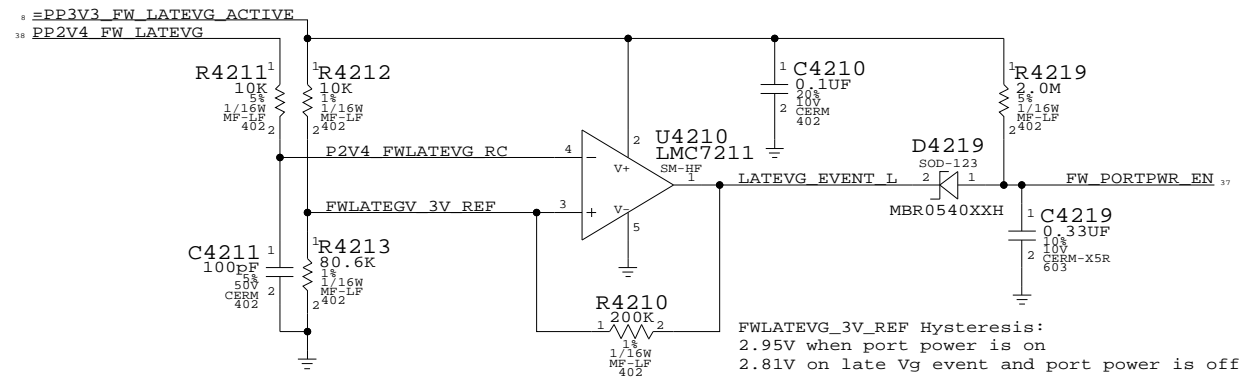 8 =PP3V3_FW_LATEVG_ACTIVE
38 PP2V4_FW_LATEVG
R4211
10K
5%
1/16W
MF-LF
402
1
2
R4212
10K
1%
1/16W
MF-LF
402
1
2
C4210
0.1UF
20%
10V
CERM
402
1
2
R4219
2.0M
5%
1/16W
MF-LF
402
1
2
P2V4_FWLATEVG_RC
4
U4210
LMC7211
SM-HF
2
V+
V-
1
3
5
LATEVG_EVENT_L
D4219
SOD-123
2
1
MBR0540XXH
FW_PORTPWR_EN 37
FWLATEGV_3V_REF
C4211
100pF
5%
50V
CERM
402
1
2
R4213
80.6K
1%
1/16W
MF-LF
402
1
2
C4219
0.33UF
10%
10V
CERM-X5R
603
1
2
R4210
200K
1
2
1%
1/16W
MF-LF
402
FWLATEVG_3V_REF Hysteresis:
2.95V when port power is on
2.81V on late Vg event and port power is off